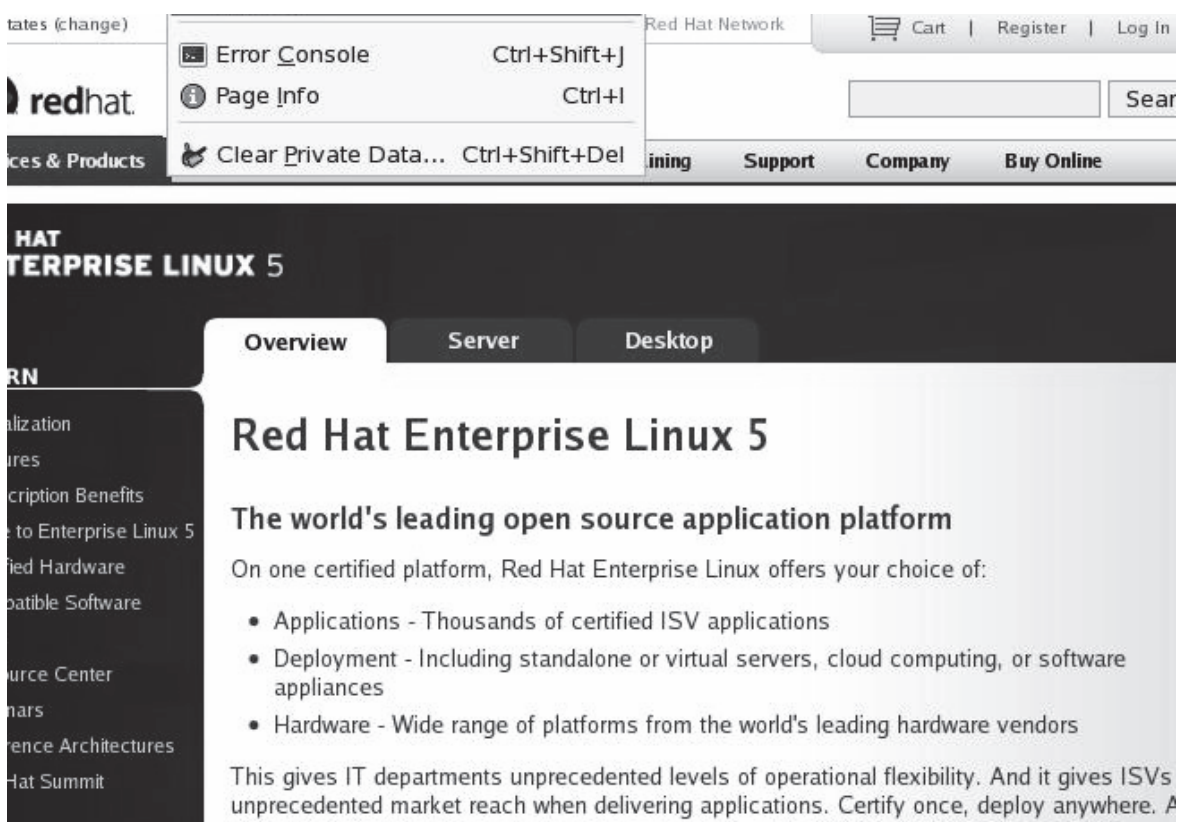 tates (change)
Red Hat Network
Cart | Register | Log In
Error Console Ctrl+Shift+J
Page Info Ctrl+I
Clear Private Data... Ctrl+Shift+Del
redhat.
Sear
ices & Products
ining
Support
Company
Buy Online
HAT
TERPRISE LINUX 5
Overview
Server
Desktop
RN
alization
ures
cription Benefits
to Enterprise Linux 5
fied Hardware
patible Software
urce Center
nars
rence Architectures
Hat Summit
Red Hat Enterprise Linux 5
The world's leading open source application platform
On one certified platform, Red Hat Enterprise Linux offers your choice of:
• Applications - Thousands of certified ISV applications
• Deployment - Including standalone or virtual servers, cloud computing, or software
appliances
• Hardware - Wide range of platforms from the world's leading hardware vendors
This gives IT departments unprecedented levels of operational flexibility. And it gives ISVs
unprecedented market reach when delivering applications. Certify once, deploy anywhere. A